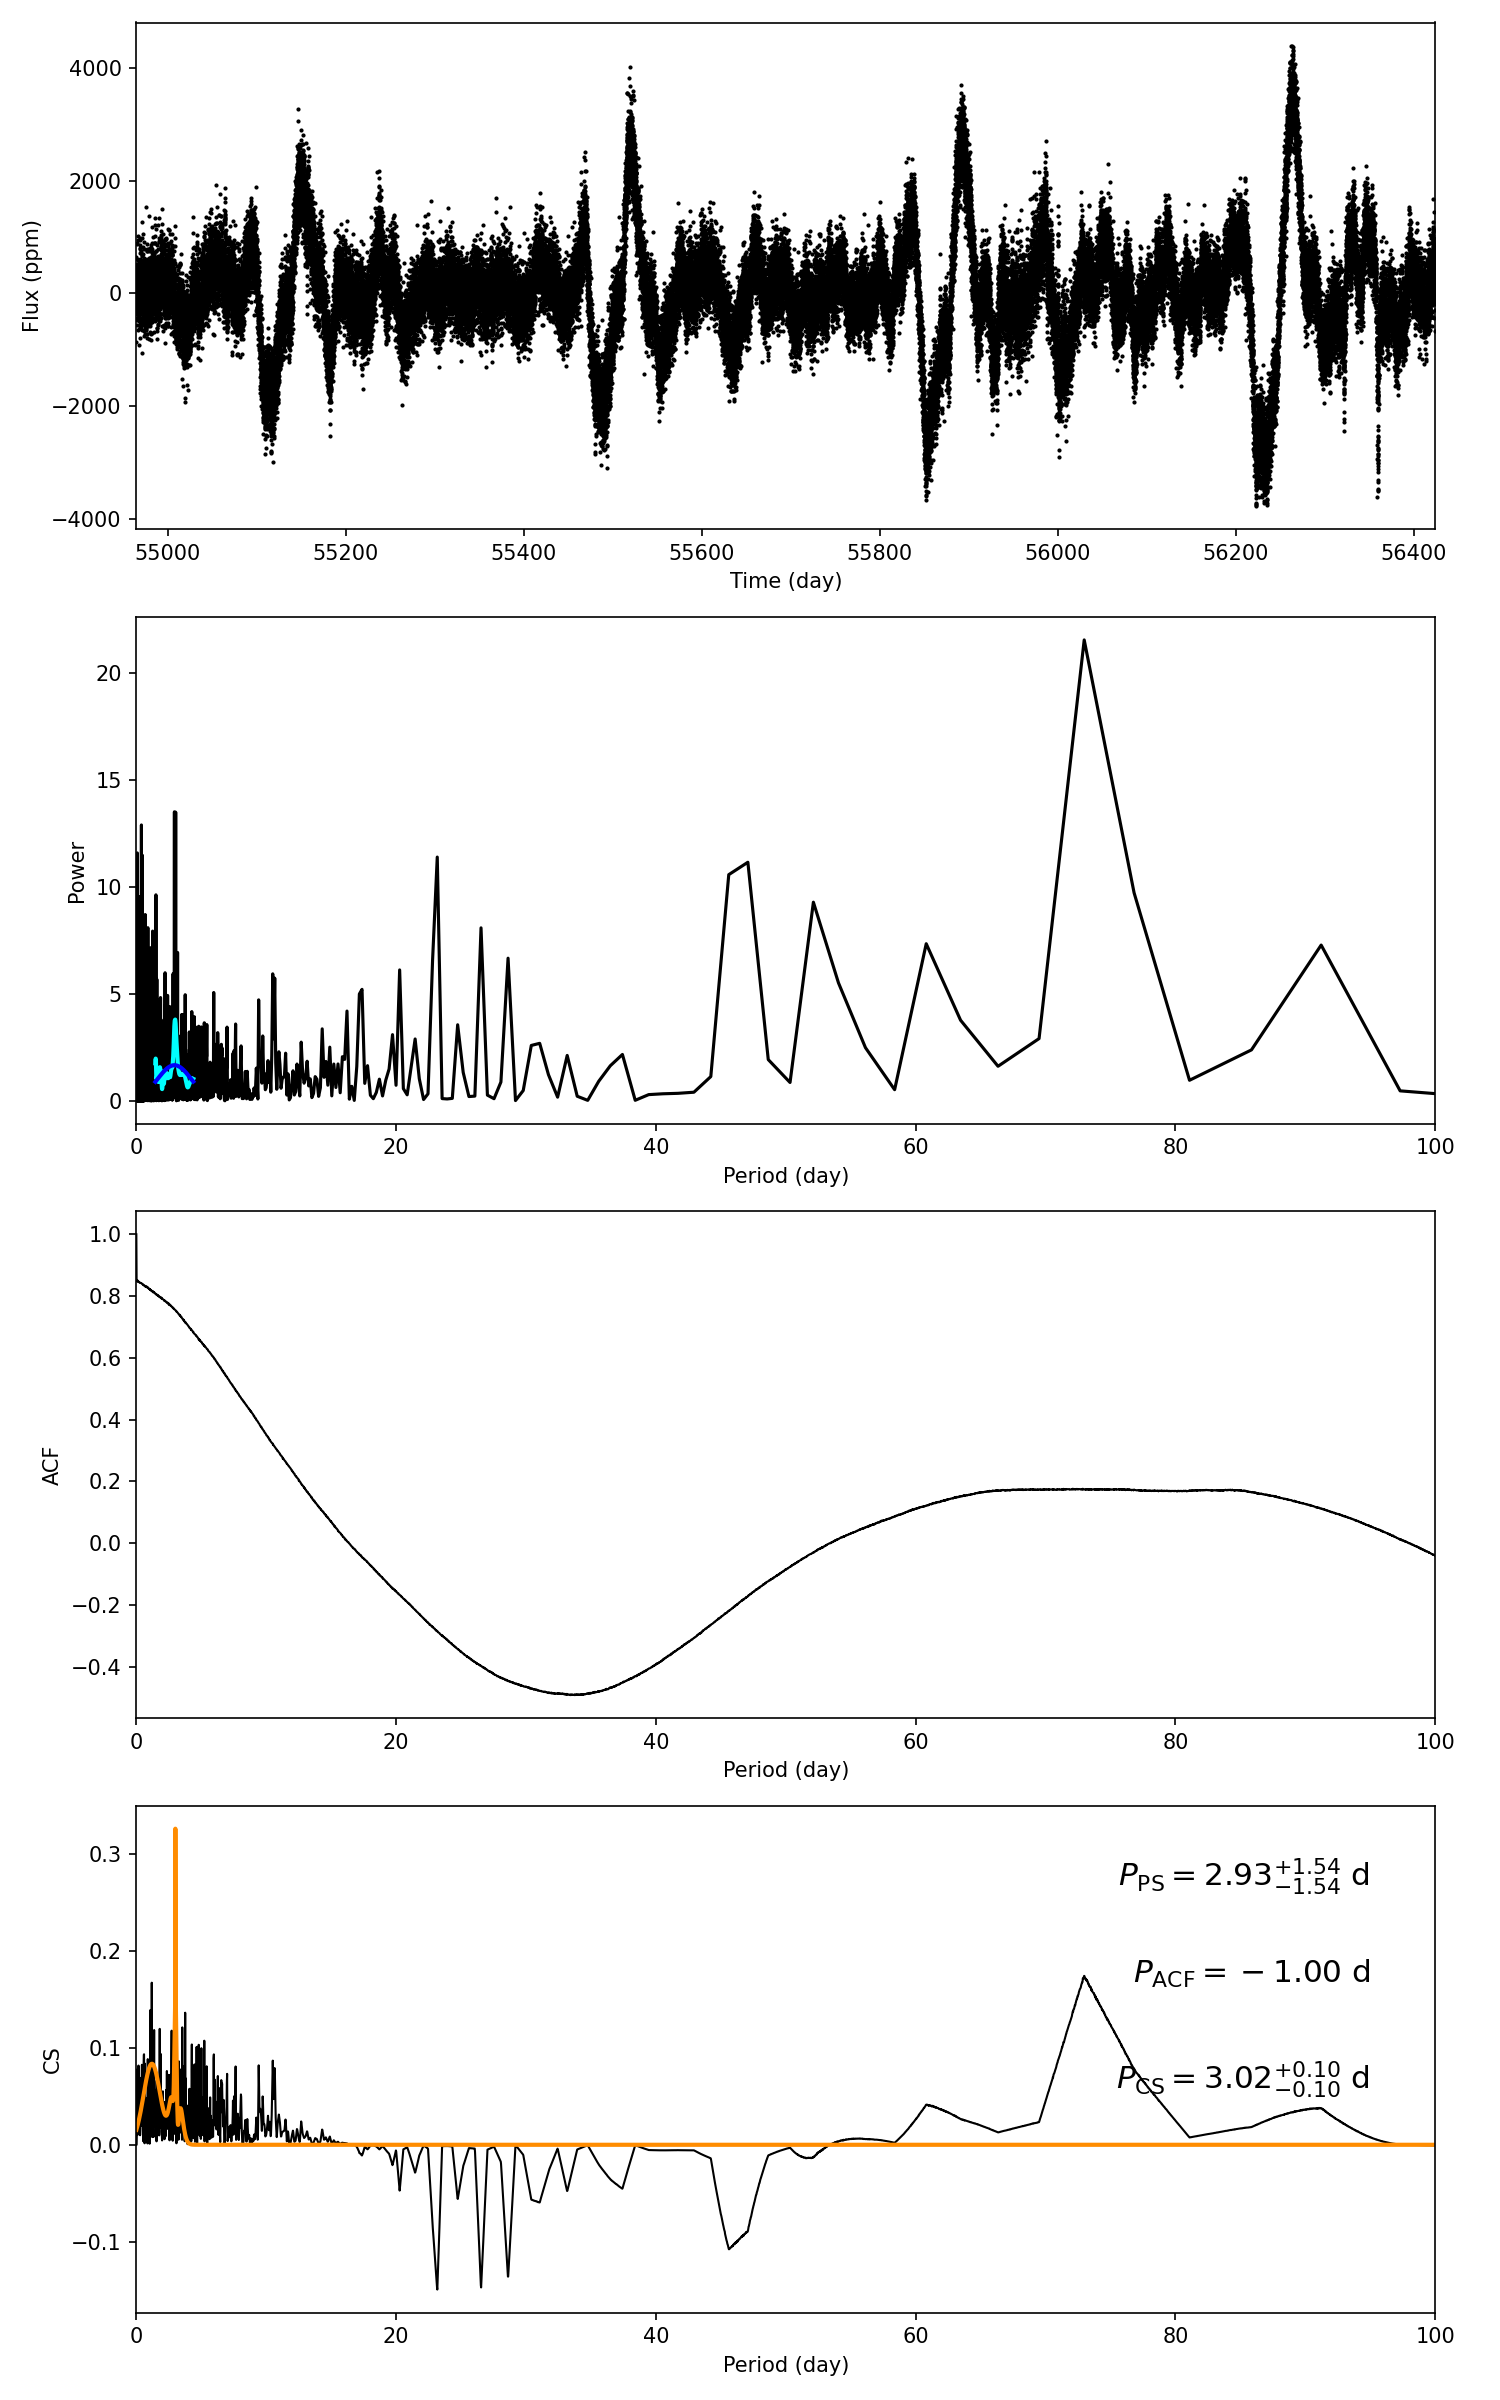 4000
2000
0
−2000
−4000
Flux (ppm)
55000 55200 55400 55600 55800 56000 56200 56400
Time (day)
20
15
10
5
0
Power
0 20 40 60 80 100
Period (day)
1.0
0.8
0.6
0.4
0.2
0.0
−0.2
−0.4
ACF
0 20 40 60 80 100
Period (day)
0.3
0.2
0.1
0.0
−0.1
CS
P_PS = 2.93^{+1.54}_{−1.54} d
P_ACF = −1.00 d
P_CS = 3.02^{+0.10}_{−0.10} d
0 20 40 60 80 100
Period (day)